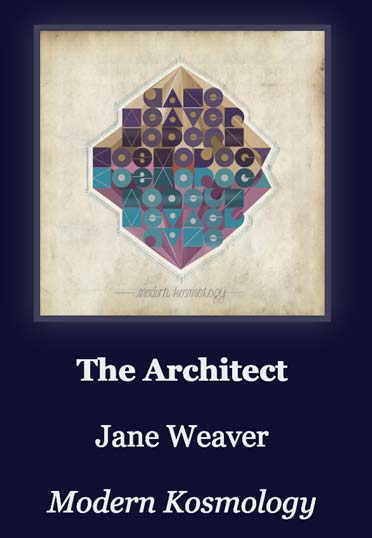 JANE
WEAVER
MODERN
KOSMOLOGY
modern kosmology
The Architect
Jane Weaver
Modern Kosmology